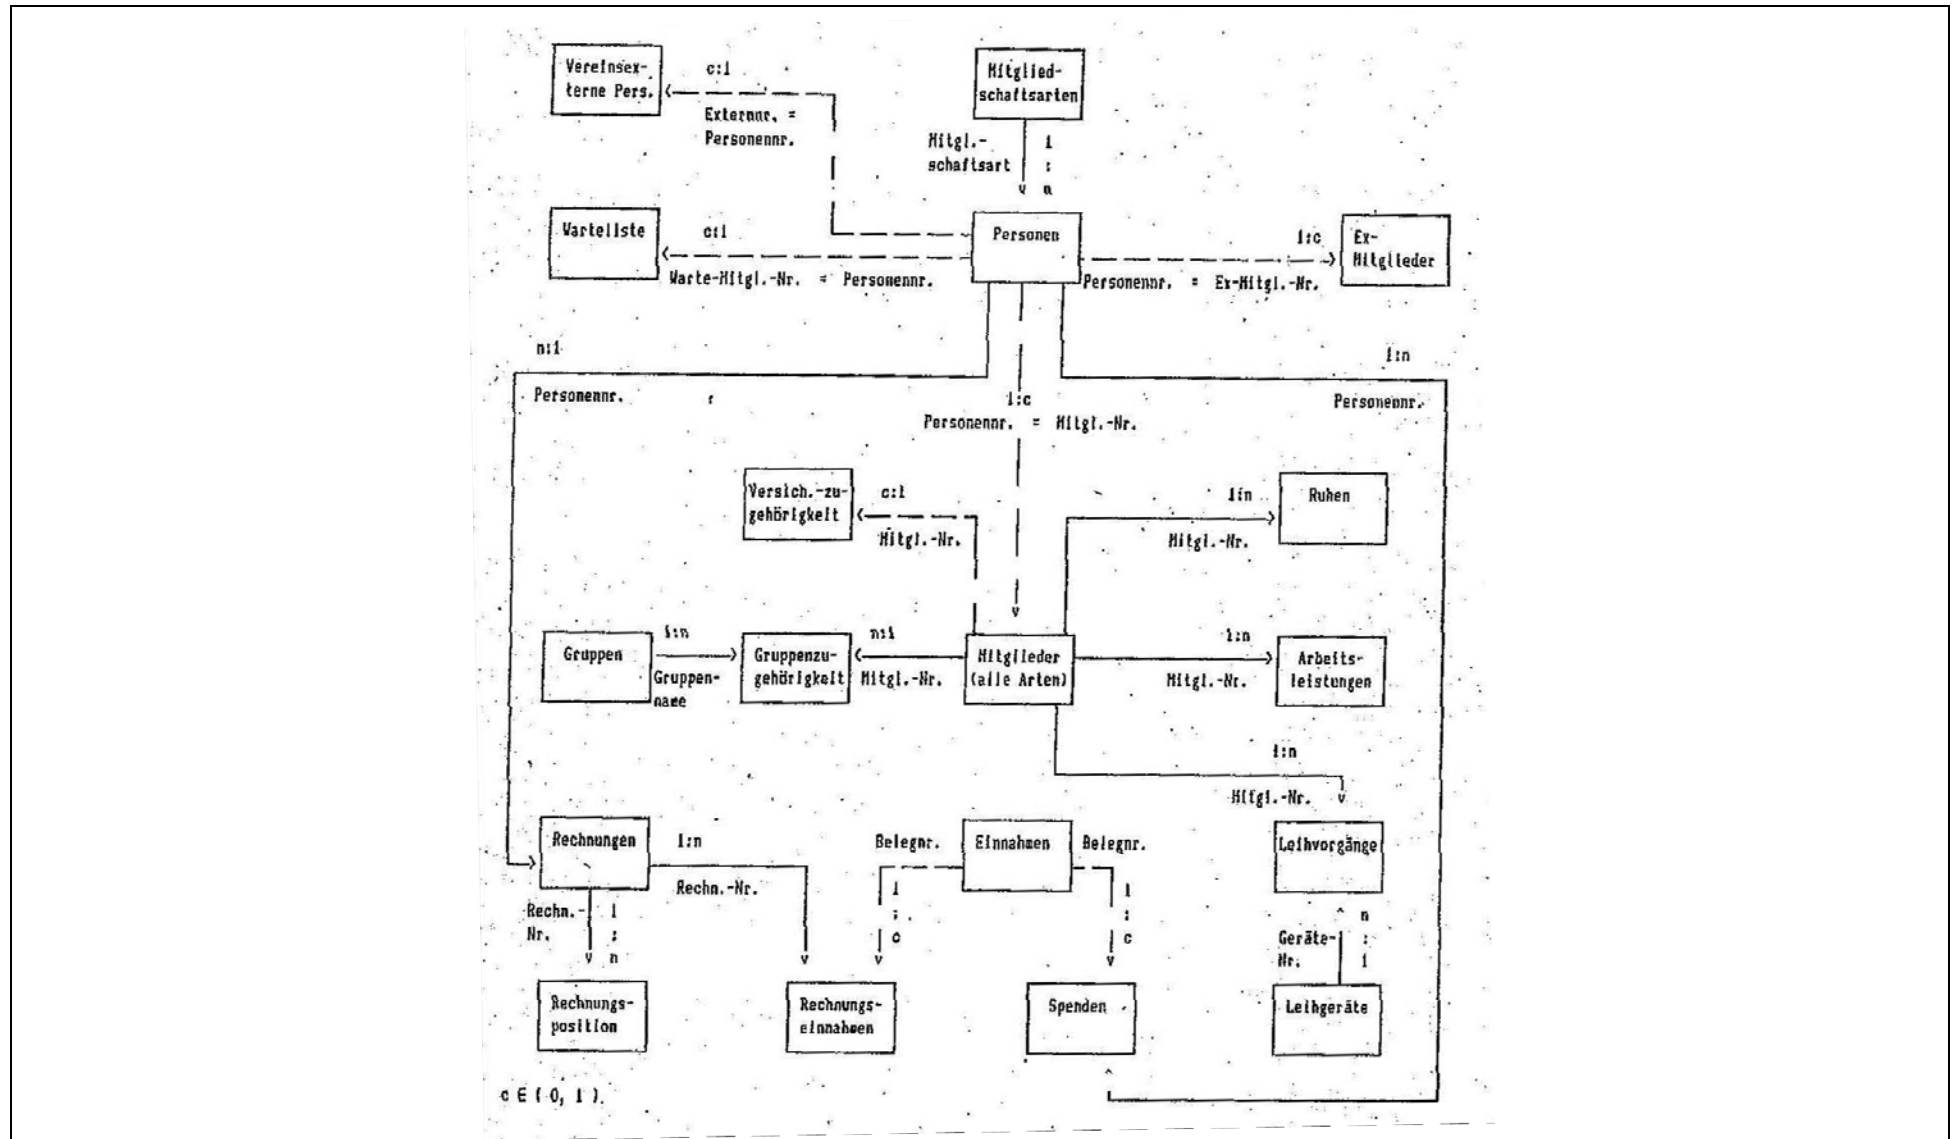 Vereinsex-
terne Pers.
c:1
Externnr. =
Personennr.
Mitglied-
schaftsarten
Mitgl.-
schaftsart
1
:
n
Warteliste
c:1
Warte-Mitgl.-Nr. = Personennr.
Personen
1:c
Personennr. = Ex-Mitgl.-Nr.
Ex-
Mitglieder
n:1
Personennr.
1:c
Personennr. = Mitgl.-Nr.
1:n
Personennr.
Versich.-zu-
gehörigkeit
c:1
Mitgl.-Nr.
1:n
Mitgl.-Nr.
Ruhen
Gruppen
1:n
Gruppen-
name
Gruppenzu-
gehörigkeit
n:1
Mitgl.-Nr.
Mitglieder
(alle Arten)
1:n
Mitgl.-Nr.
Arbeits-
leistungen
1:n
Mitgl.-Nr.
Rechnungen
1:n
Rechn.-Nr.
Belegnr.
Einnahmen
Belegnr.
Leihvorgänge
Rechn.-
Nr.
1
:
n
1
:
c
1
:
c
Geräte-
Nr.
n
:
1
Rechnungs-
position
Rechnungs-
einnahmen
Spenden
Leihgeräte
c E { 0, 1 }